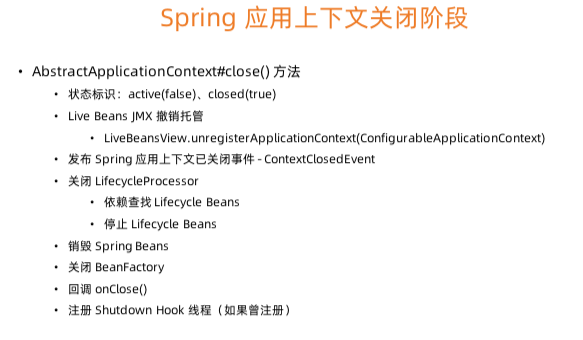 Spring 应用上下文关闭阶段
• AbstractApplicationContext#close() 方法
• 状态标识：active(false)、closed(true)
• Live Beans JMX 撤销托管
• LiveBeansView.unregisterApplicationContext(ConfigurableApplicationContext)
• 发布 Spring 应用上下文已关闭事件 - ContextClosedEvent
• 关闭 LifecycleProcessor
• 依赖查找 Lifecycle Beans
• 停止 Lifecycle Beans
• 销毁 Spring Beans
• 关闭 BeanFactory
• 回调 onClose()
• 注册 Shutdown Hook 线程（如果曾注册）